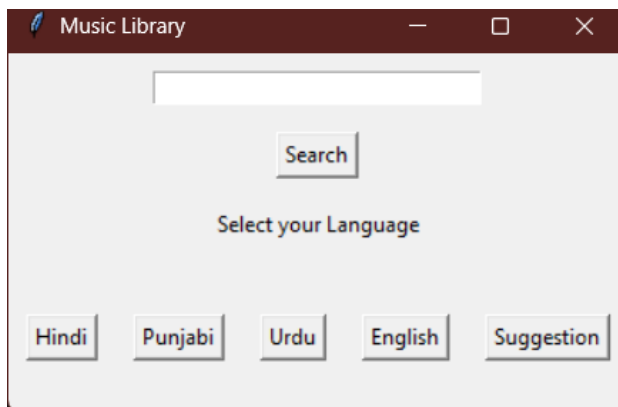 Music Library
Search
Select your Language
Hindi Punjabi Urdu English Suggestion